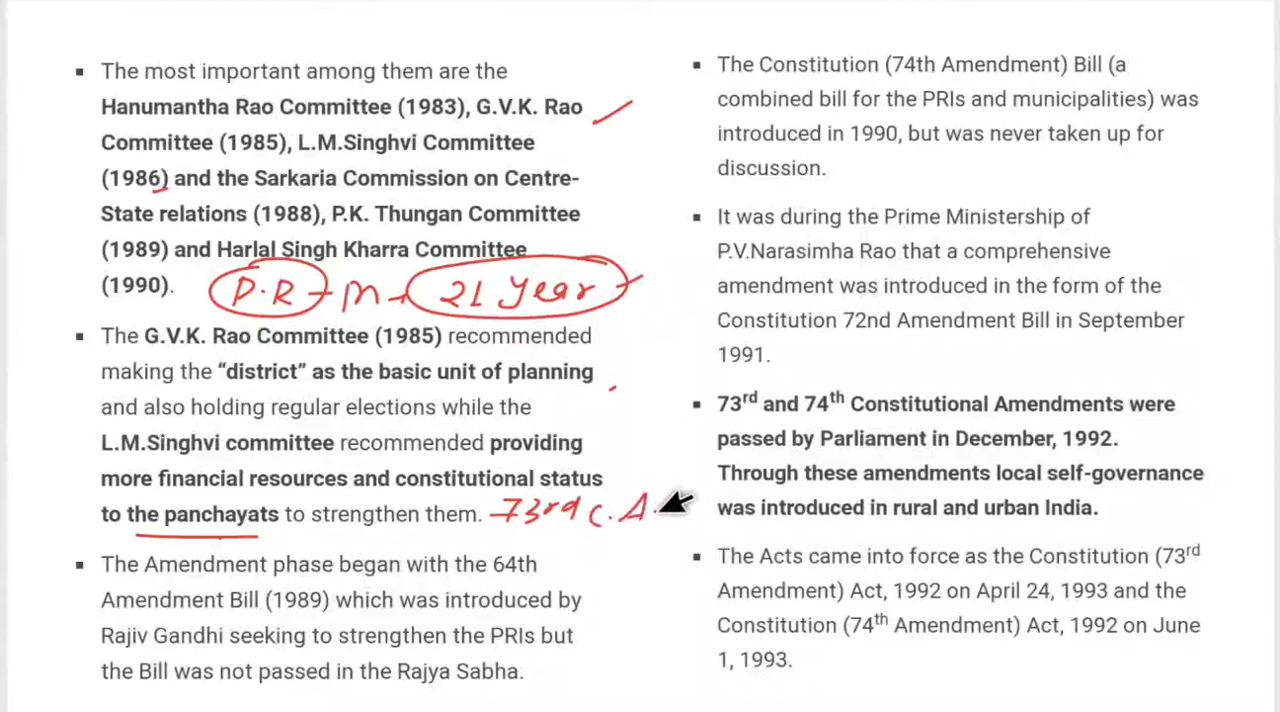 ▪ The most important among them are the
Hanumantha Rao Committee (1983), G.V.K. Rao
Committee (1985), L.M.Singhvi Committee
(1986) and the Sarkaria Commission on Centre-
State relations (1988), P.K. Thungan Committee
(1989) and Harlal Singh Kharra Committee
(1990).
P.R - M - 21 Year
▪ The G.V.K. Rao Committee (1985) recommended
making the “district” as the basic unit of planning
and also holding regular elections while the
L.M.Singhvi committee recommended providing
more financial resources and constitutional status
to the panchayats to strengthen them.
73rd C.A.
▪ The Amendment phase began with the 64th
Amendment Bill (1989) which was introduced by
Rajiv Gandhi seeking to strengthen the PRIs but
the Bill was not passed in the Rajya Sabha.
▪ The Constitution (74th Amendment) Bill (a
combined bill for the PRIs and municipalities) was
introduced in 1990, but was never taken up for
discussion.
▪ It was during the Prime Ministership of
P.V.Narasimha Rao that a comprehensive
amendment was introduced in the form of the
Constitution 72nd Amendment Bill in September
1991.
▪ 73rd and 74th Constitutional Amendments were
passed by Parliament in December, 1992.
Through these amendments local self-governance
was introduced in rural and urban India.
▪ The Acts came into force as the Constitution (73rd
Amendment) Act, 1992 on April 24, 1993 and the
Constitution (74th Amendment) Act, 1992 on June
1, 1993.